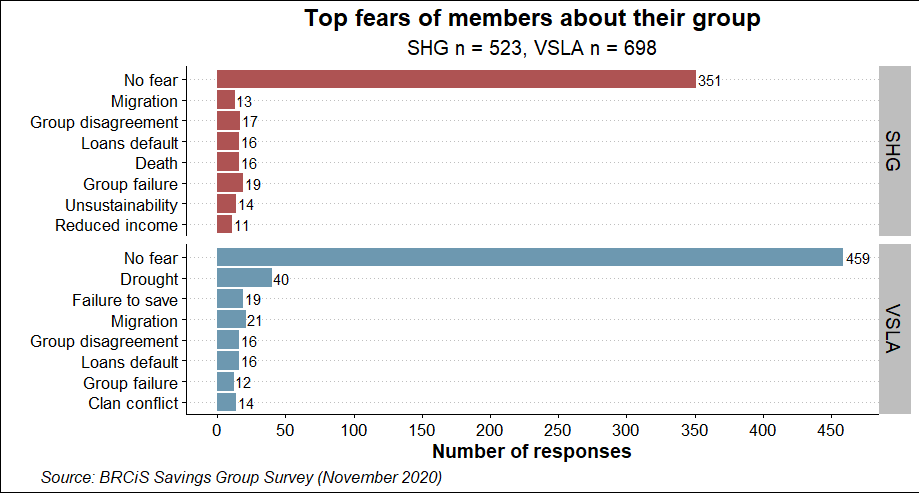 Top fears of members about their group
SHG n = 523, VSLA n = 698
No fear 351
Migration 13
Group disagreement 17
Loans default 16
Death 16
Group failure 19
Unsustainability 14
Reduced income 11
SHG
No fear 459
Drought 40
Failure to save 19
Migration 21
Group disagreement 16
Loans default 16
Group failure 12
Clan conflict 14
VSLA
0 50 100 150 200 250 300 350 400 450
Number of responses
Source: BRCiS Savings Group Survey (November 2020)